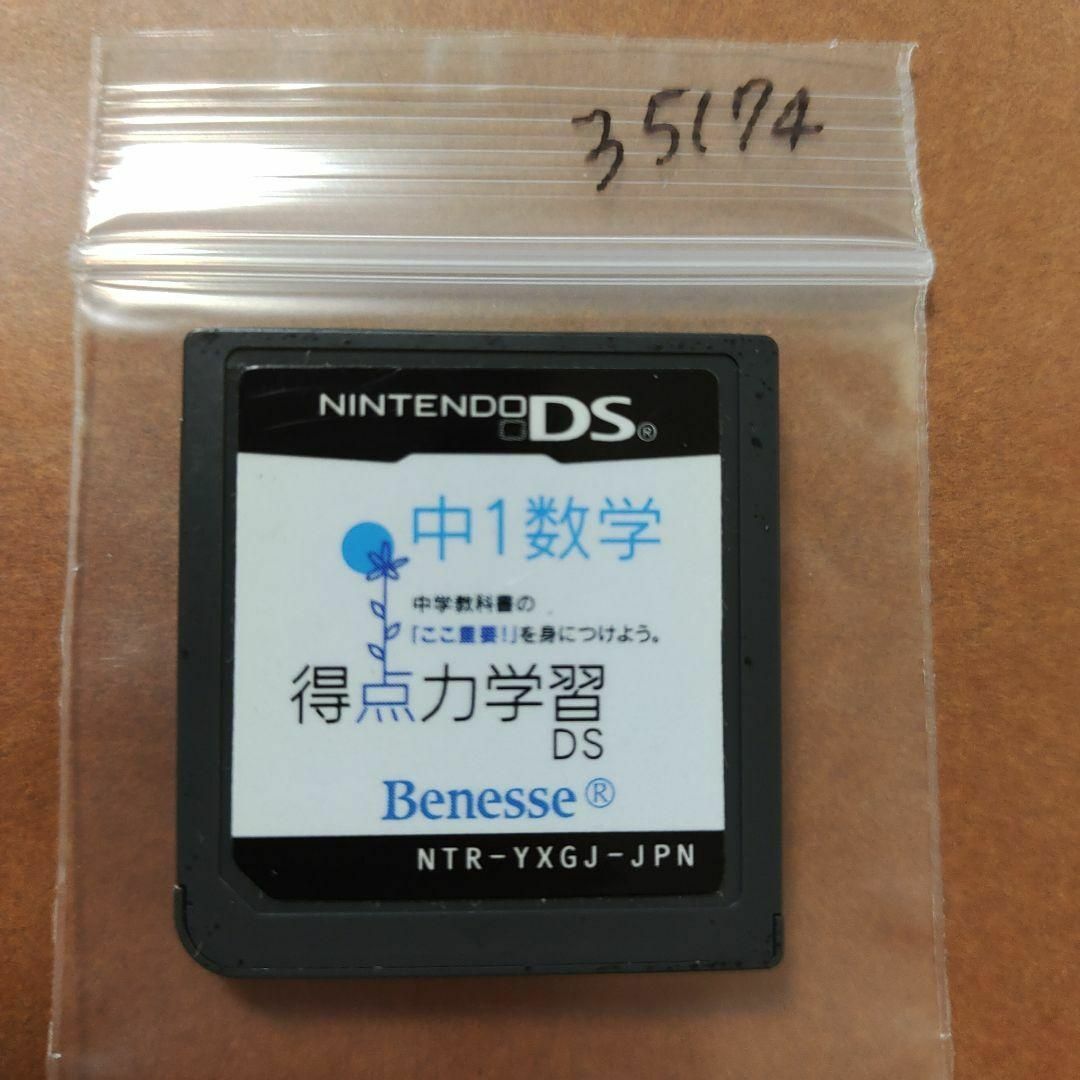 35174
NINTENDO DS®
中1数学
中学教科書の
「ここ重要!」を身につけよう。
得点力学習
DS
Benesse®
NTR-YXGJ-JPN